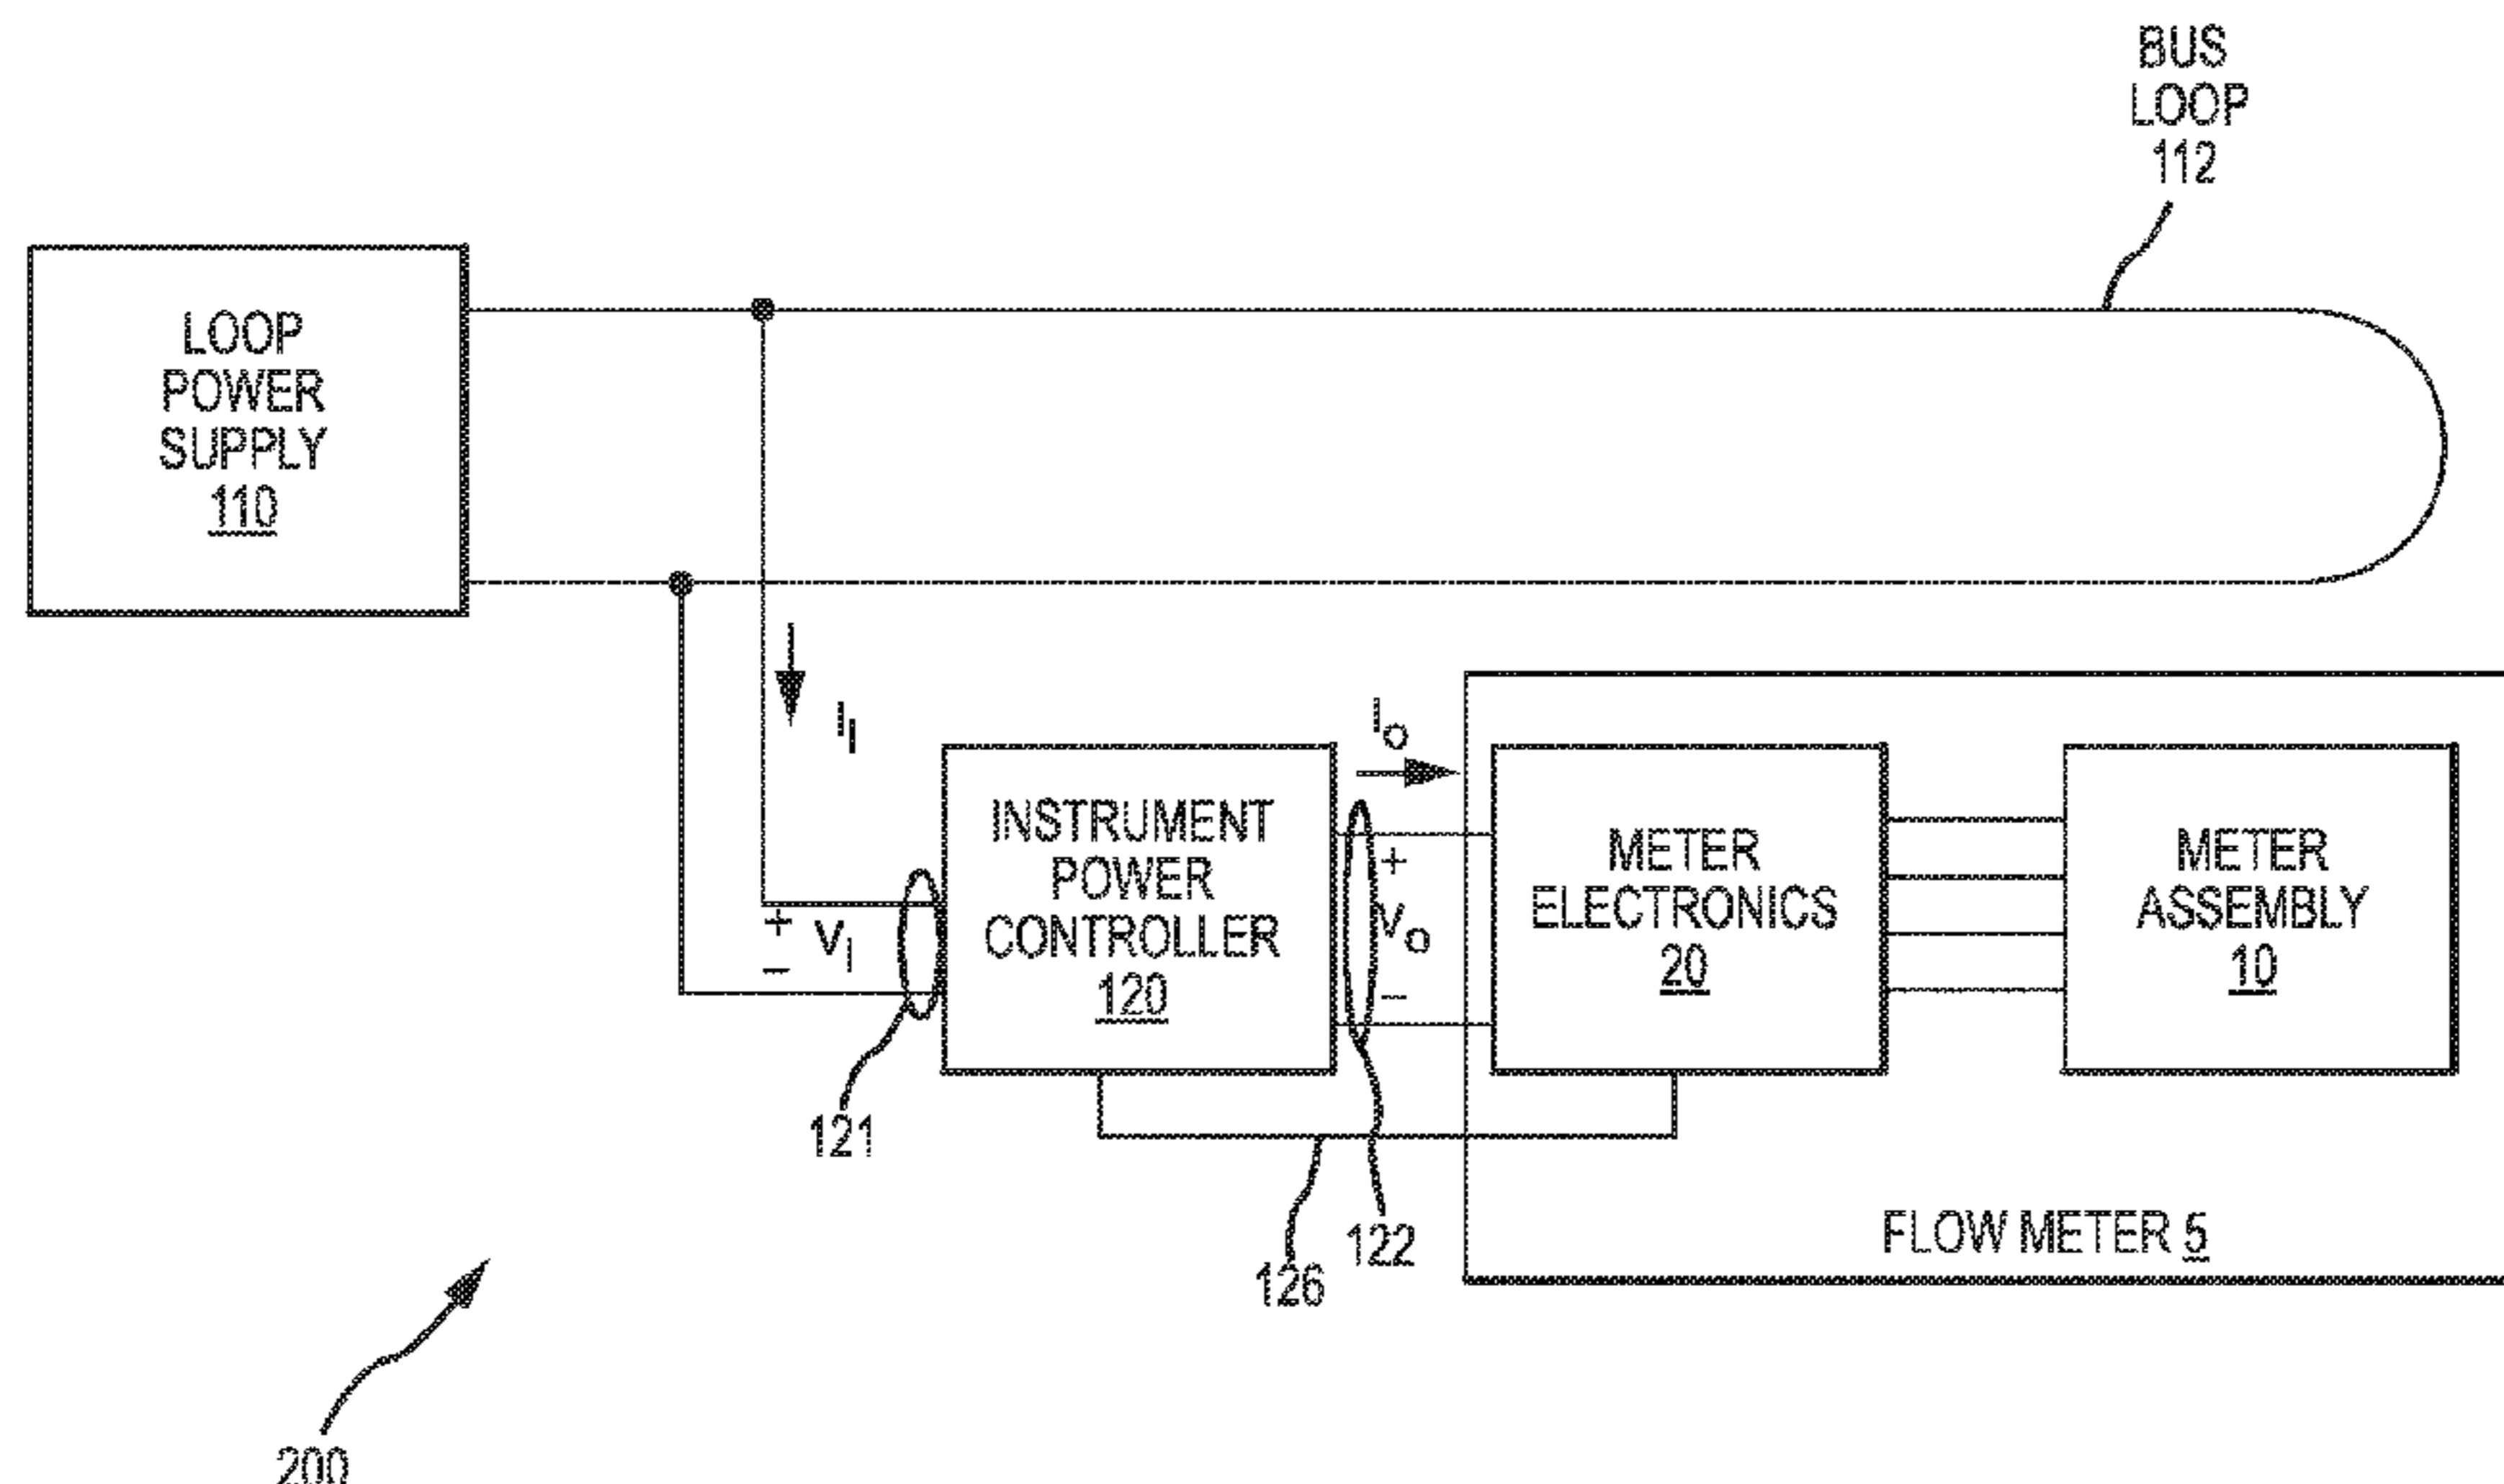 BUS
LOOP
112
LOOP
POWER
SUPPLY
110
I_I
I_O
INSTRUMENT
POWER
CONTROLLER
120
+
V_I
−
+
V_O
−
METER
ELECTRONICS
20
METER
ASSEMBLY
10
121
122
126
FLOW METER 5
200